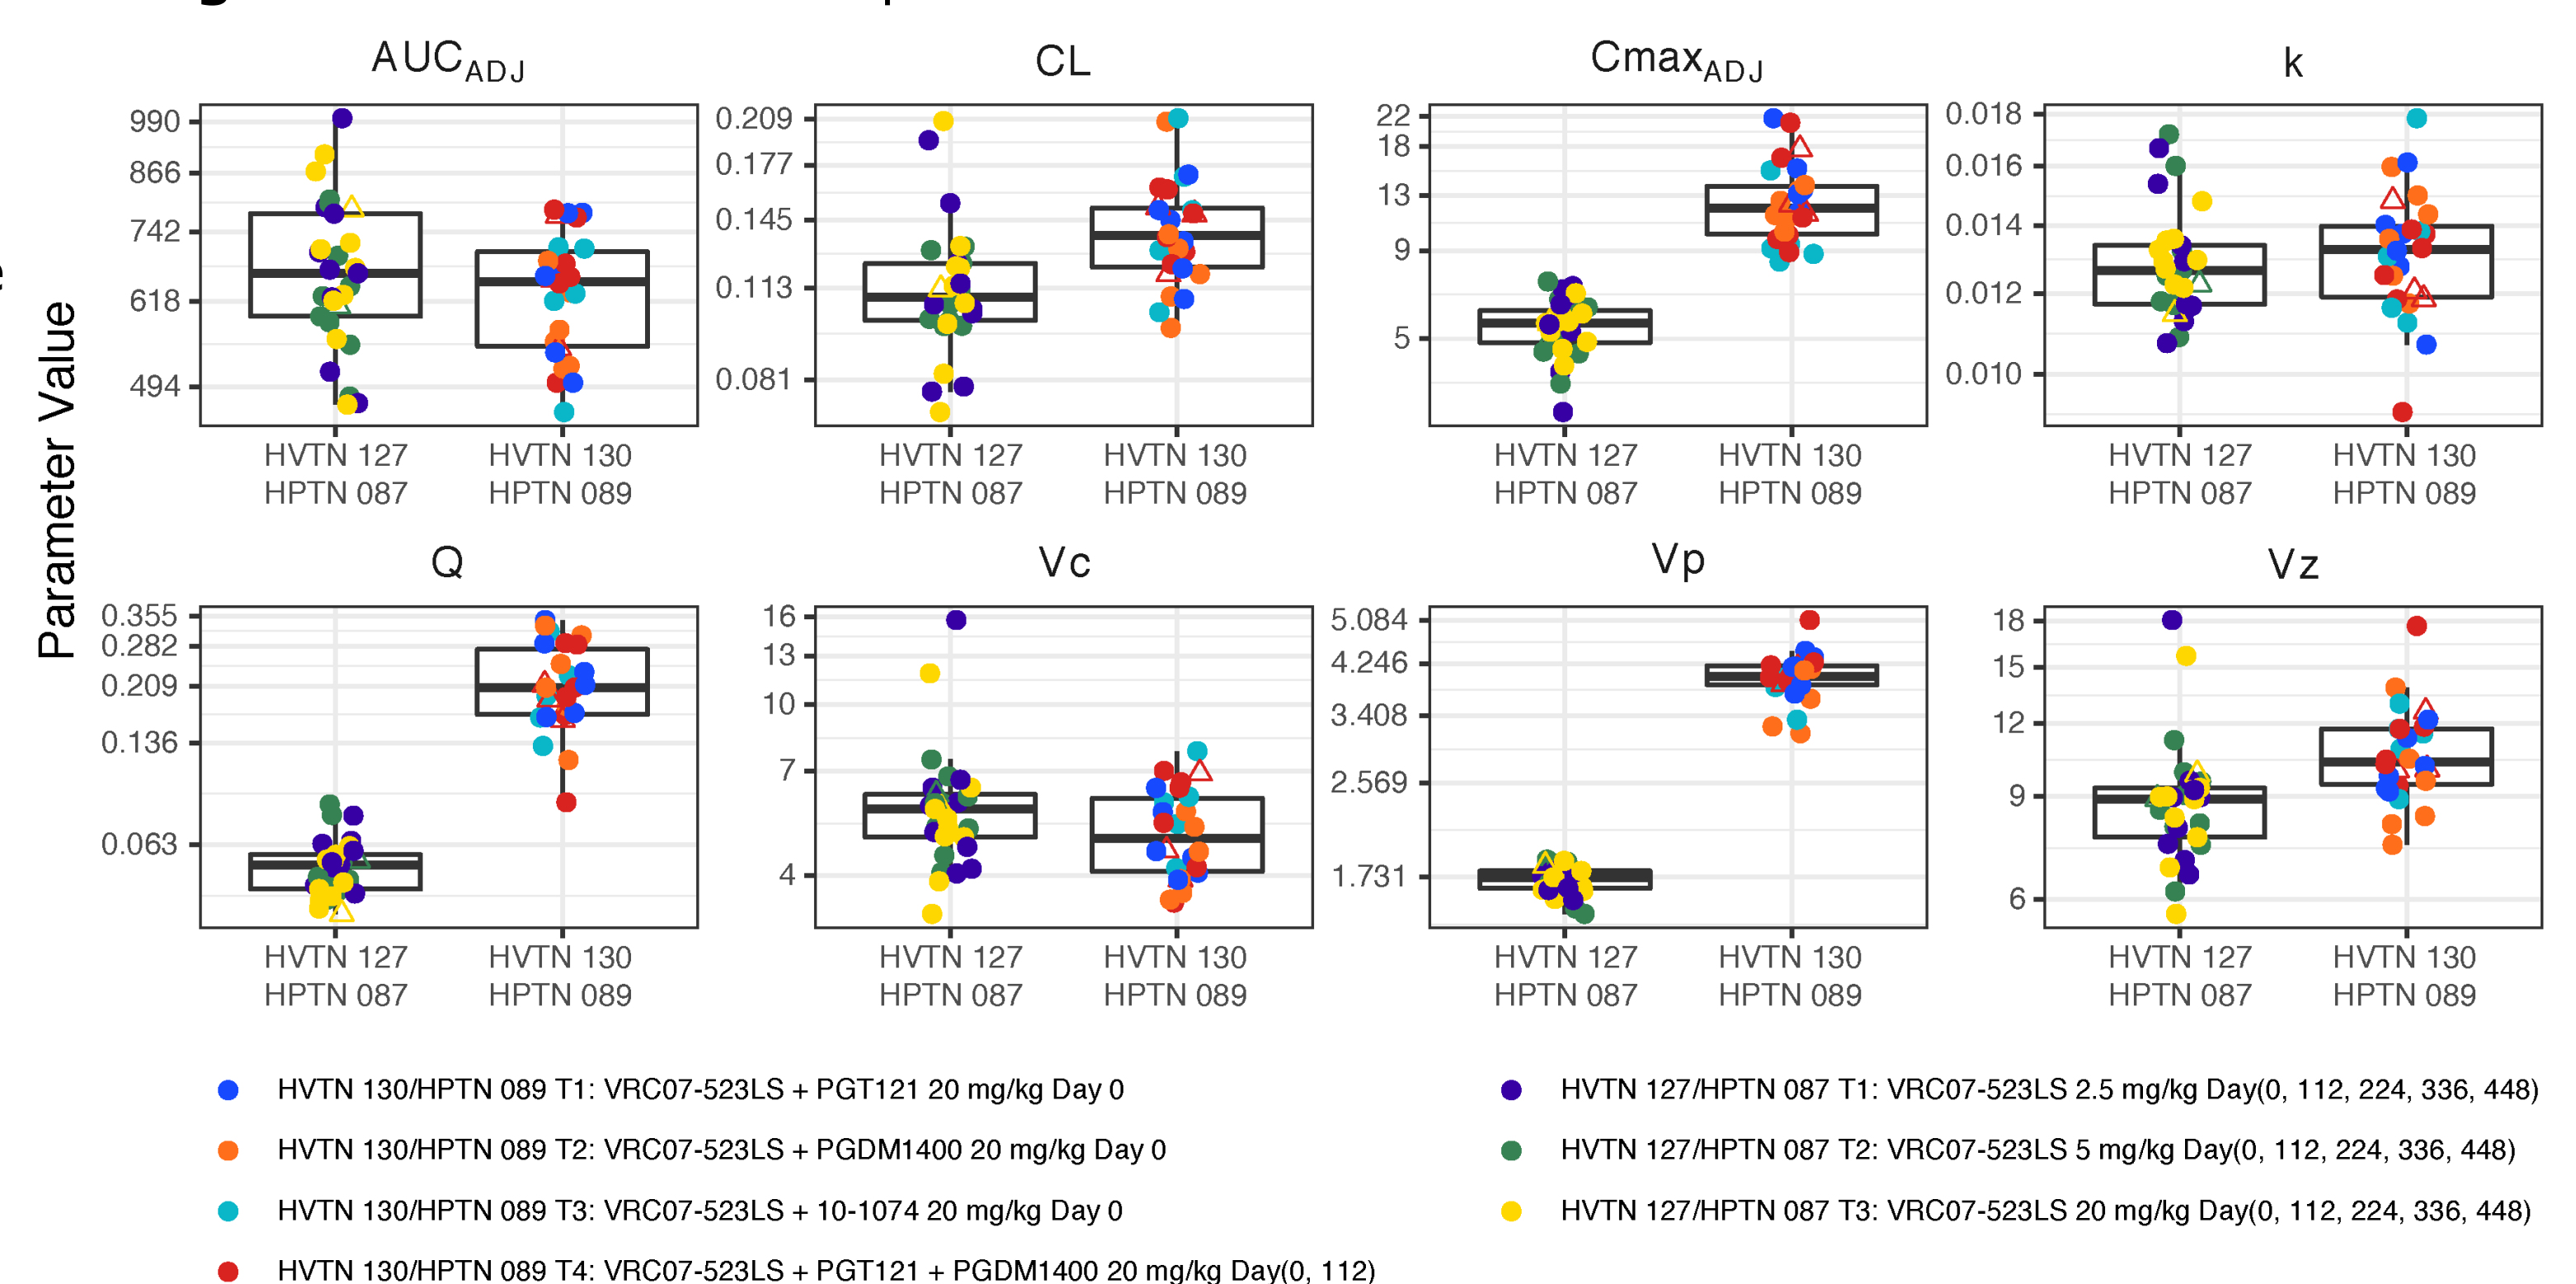 AUCADJ
CL
CmaxADJ
k
Parameter Value
990
866
742
618
494
0.209
0.177
0.145
0.113
0.081
22
18
13
9
5
0.018
0.016
0.014
0.012
0.010
HVTN 127 HVTN 130 HVTN 127 HVTN 130 HVTN 127 HVTN 130 HVTN 127 HVTN 130
HPTN 087 HPTN 089 HPTN 087 HPTN 089 HPTN 087 HPTN 089 HPTN 087 HPTN 089
Q
Vc
Vp
Vz
0.355
0.282
0.209
0.136
0.063
16
13
10
7
4
5.084
4.246
3.408
2.569
1.731
18
15
12
9
6
HVTN 127 HVTN 130 HVTN 127 HVTN 130 HVTN 127 HVTN 130 HVTN 127 HVTN 130
HPTN 087 HPTN 089 HPTN 087 HPTN 089 HPTN 087 HPTN 089 HPTN 087 HPTN 089
HVTN 130/HPTN 089 T1: VRC07-523LS + PGT121 20 mg/kg Day 0
HVTN 130/HPTN 089 T2: VRC07-523LS + PGDM1400 20 mg/kg Day 0
HVTN 130/HPTN 089 T3: VRC07-523LS + 10-1074 20 mg/kg Day 0
HVTN 130/HPTN 089 T4: VRC07-523LS + PGT121 + PGDM1400 20 mg/kg Day(0, 112)
HVTN 127/HPTN 087 T1: VRC07-523LS 2.5 mg/kg Day(0, 112, 224, 336, 448)
HVTN 127/HPTN 087 T2: VRC07-523LS 5 mg/kg Day(0, 112, 224, 336, 448)
HVTN 127/HPTN 087 T3: VRC07-523LS 20 mg/kg Day(0, 112, 224, 336, 448)